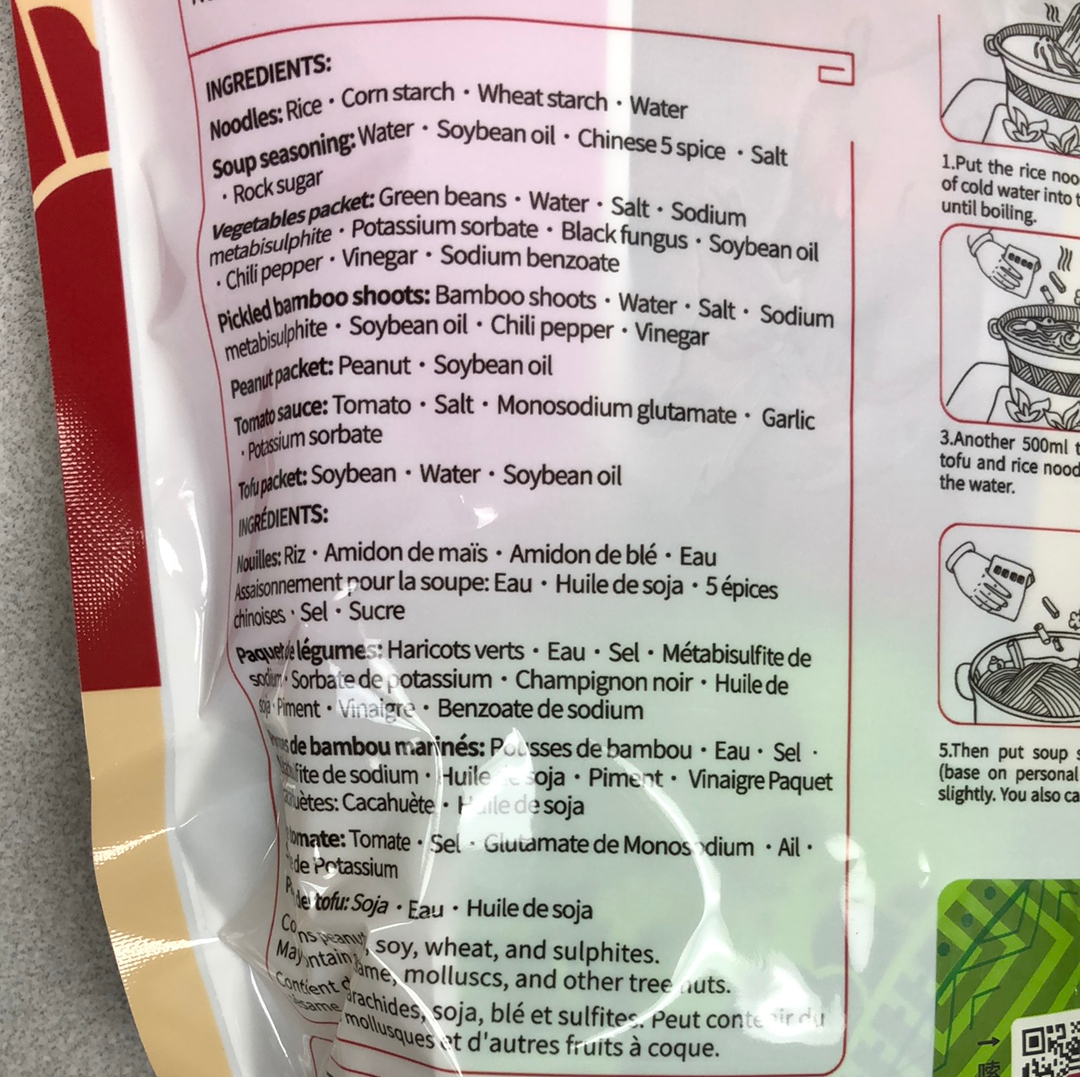 INGREDIENTS:
Noodles: Rice · Corn starch · Wheat starch · Water
Soup seasoning: Water · Soybean oil · Chinese 5 spice · Salt
· Rock sugar
Vegetables packet: Green beans · Water · Salt · Sodium
metabisulphite · Potassium sorbate · Black fungus · Soybean oil
· Chili pepper · Vinegar · Sodium benzoate
Pickled bamboo shoots: Bamboo shoots · Water · Salt · Sodium
metabisulphite · Soybean oil · Chili pepper · Vinegar
Peanut packet: Peanut · Soybean oil
Tomato sauce: Tomato · Salt · Monosodium glutamate · Garlic
· Potassium sorbate
Tofu packet: Soybean · Water · Soybean oil
INGRÉDIENTS:
Nouilles: Riz · Amidon de maïs · Amidon de blé · Eau
Assaisonnement pour la soupe: Eau · Huile de soja · 5 épices
chinoises · Sel · Sucre
légumes: Haricots verts · Eau · Sel · Métabisulfite de
sodium · Sorbate de potassium · Champignon noir · Huile de
soja · Piment · Vinaigre · Benzoate de sodium
de bambou marinés: Pousses de bambou · Eau · Sel ·
de sodium · Huile de soja · Piment · Vinaigre Paquet
Cacahuète · Huile de soja
Tomate · Sel · Glutamate de Monosodium · Ail ·
de Potassium
tofu: Soja · Eau · Huile de soja
peanut, soy, wheat, and sulphites.
May molluscs, and other tree nuts.
Contient arachides, soja, blé et sulfites. Peut contenir du
mollusques et d'autres fruits à coque.
1.Put the rice
of cold water into
until boiling.
3.Another 500ml
tofu and rice
the water.
5.Then put soup
(base on personal
slightly. You also
→
嗦